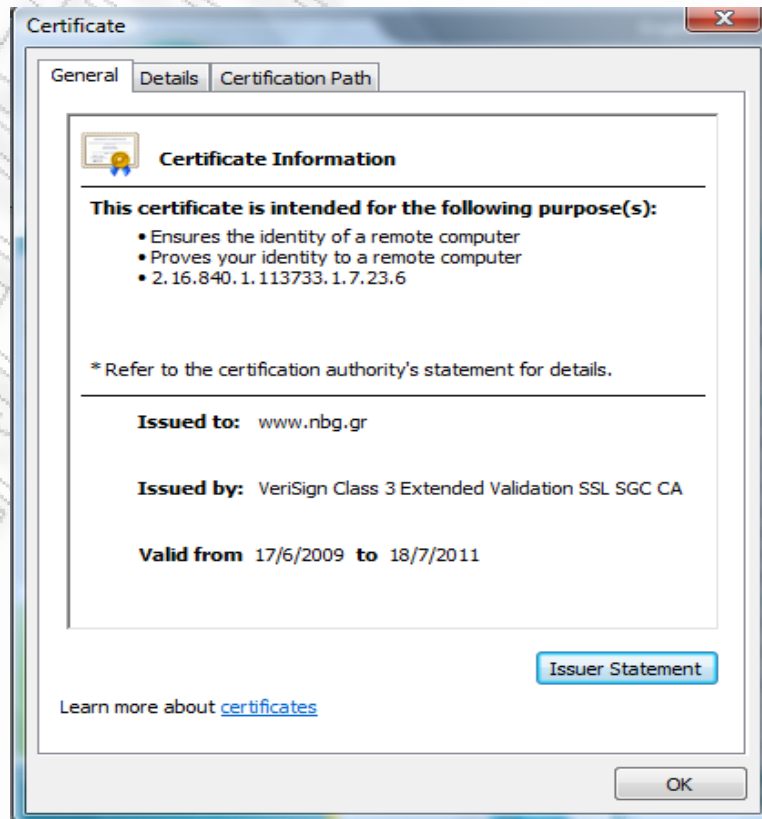 Certificate
General Details Certification Path
Certificate Information
This certificate is intended for the following purpose(s):
• Ensures the identity of a remote computer
• Proves your identity to a remote computer
• 2.16.840.1.113733.1.7.23.6
* Refer to the certification authority's statement for details.
Issued to: www.nbg.gr
Issued by: VeriSign Class 3 Extended Validation SSL SGC CA
Valid from 17/6/2009 to 18/7/2011
Issuer Statement
Learn more about certificates
OK